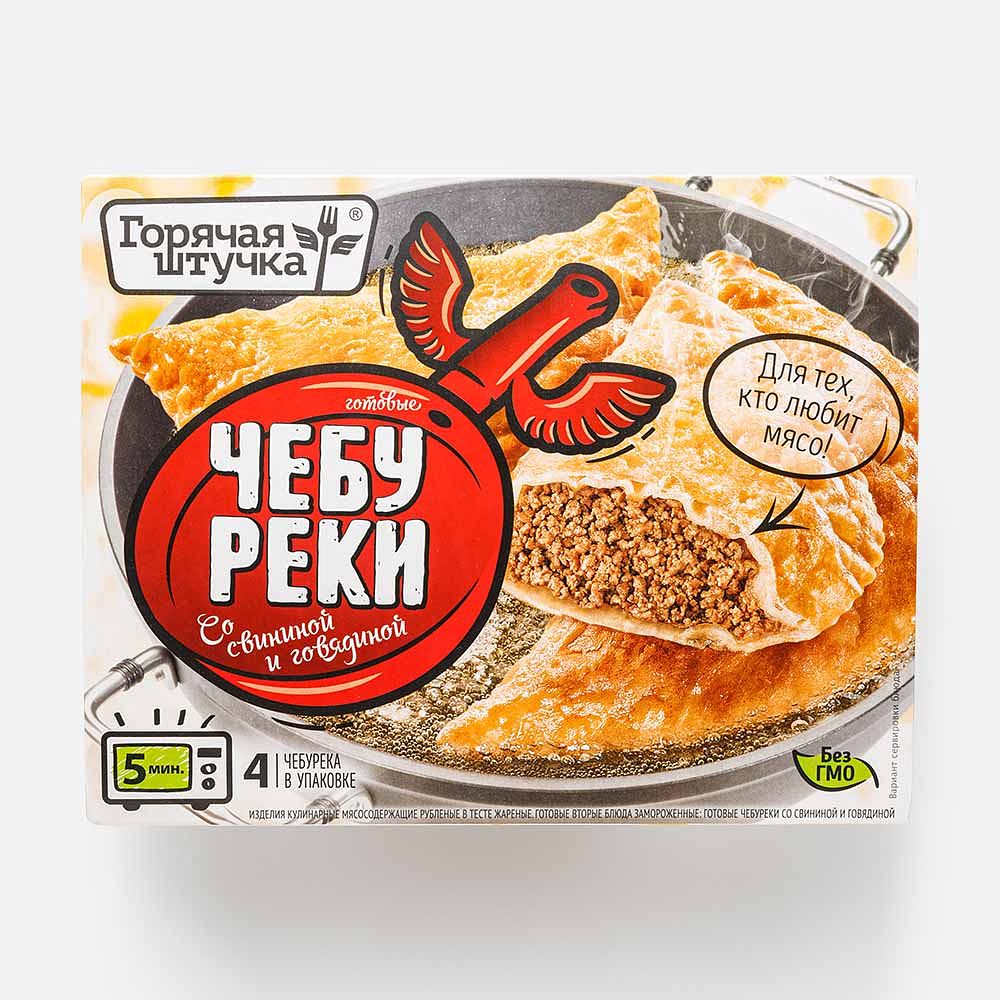 Горячая
штучка
®
готовые
ЧЕБУ
РЕКИ
Со свининой
и говядиной
Для тех,
кто любит
мясо!
5 мин.
4 ЧЕБУРЕКА
В УПАКОВКЕ
Без
ГМО
Вариант сервировки блюда
ИЗДЕЛИЯ КУЛИНАРНЫЕ МЯСОСОДЕРЖАЩИЕ РУБЛЕНЫЕ В ТЕСТЕ ЖАРЕНЫЕ. ГОТОВЫЕ ВТОРЫЕ БЛЮДА ЗАМОРОЖЕННЫЕ: ГОТОВЫЕ ЧЕБУРЕКИ СО СВИНИНОЙ И ГОВЯДИНОЙ